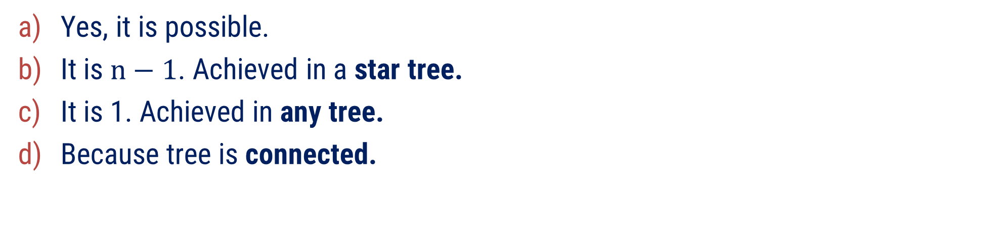 a) Yes, it is possible.
b) It is n − 1. Achieved in a star tree.
c) It is 1. Achieved in any tree.
d) Because tree is connected.